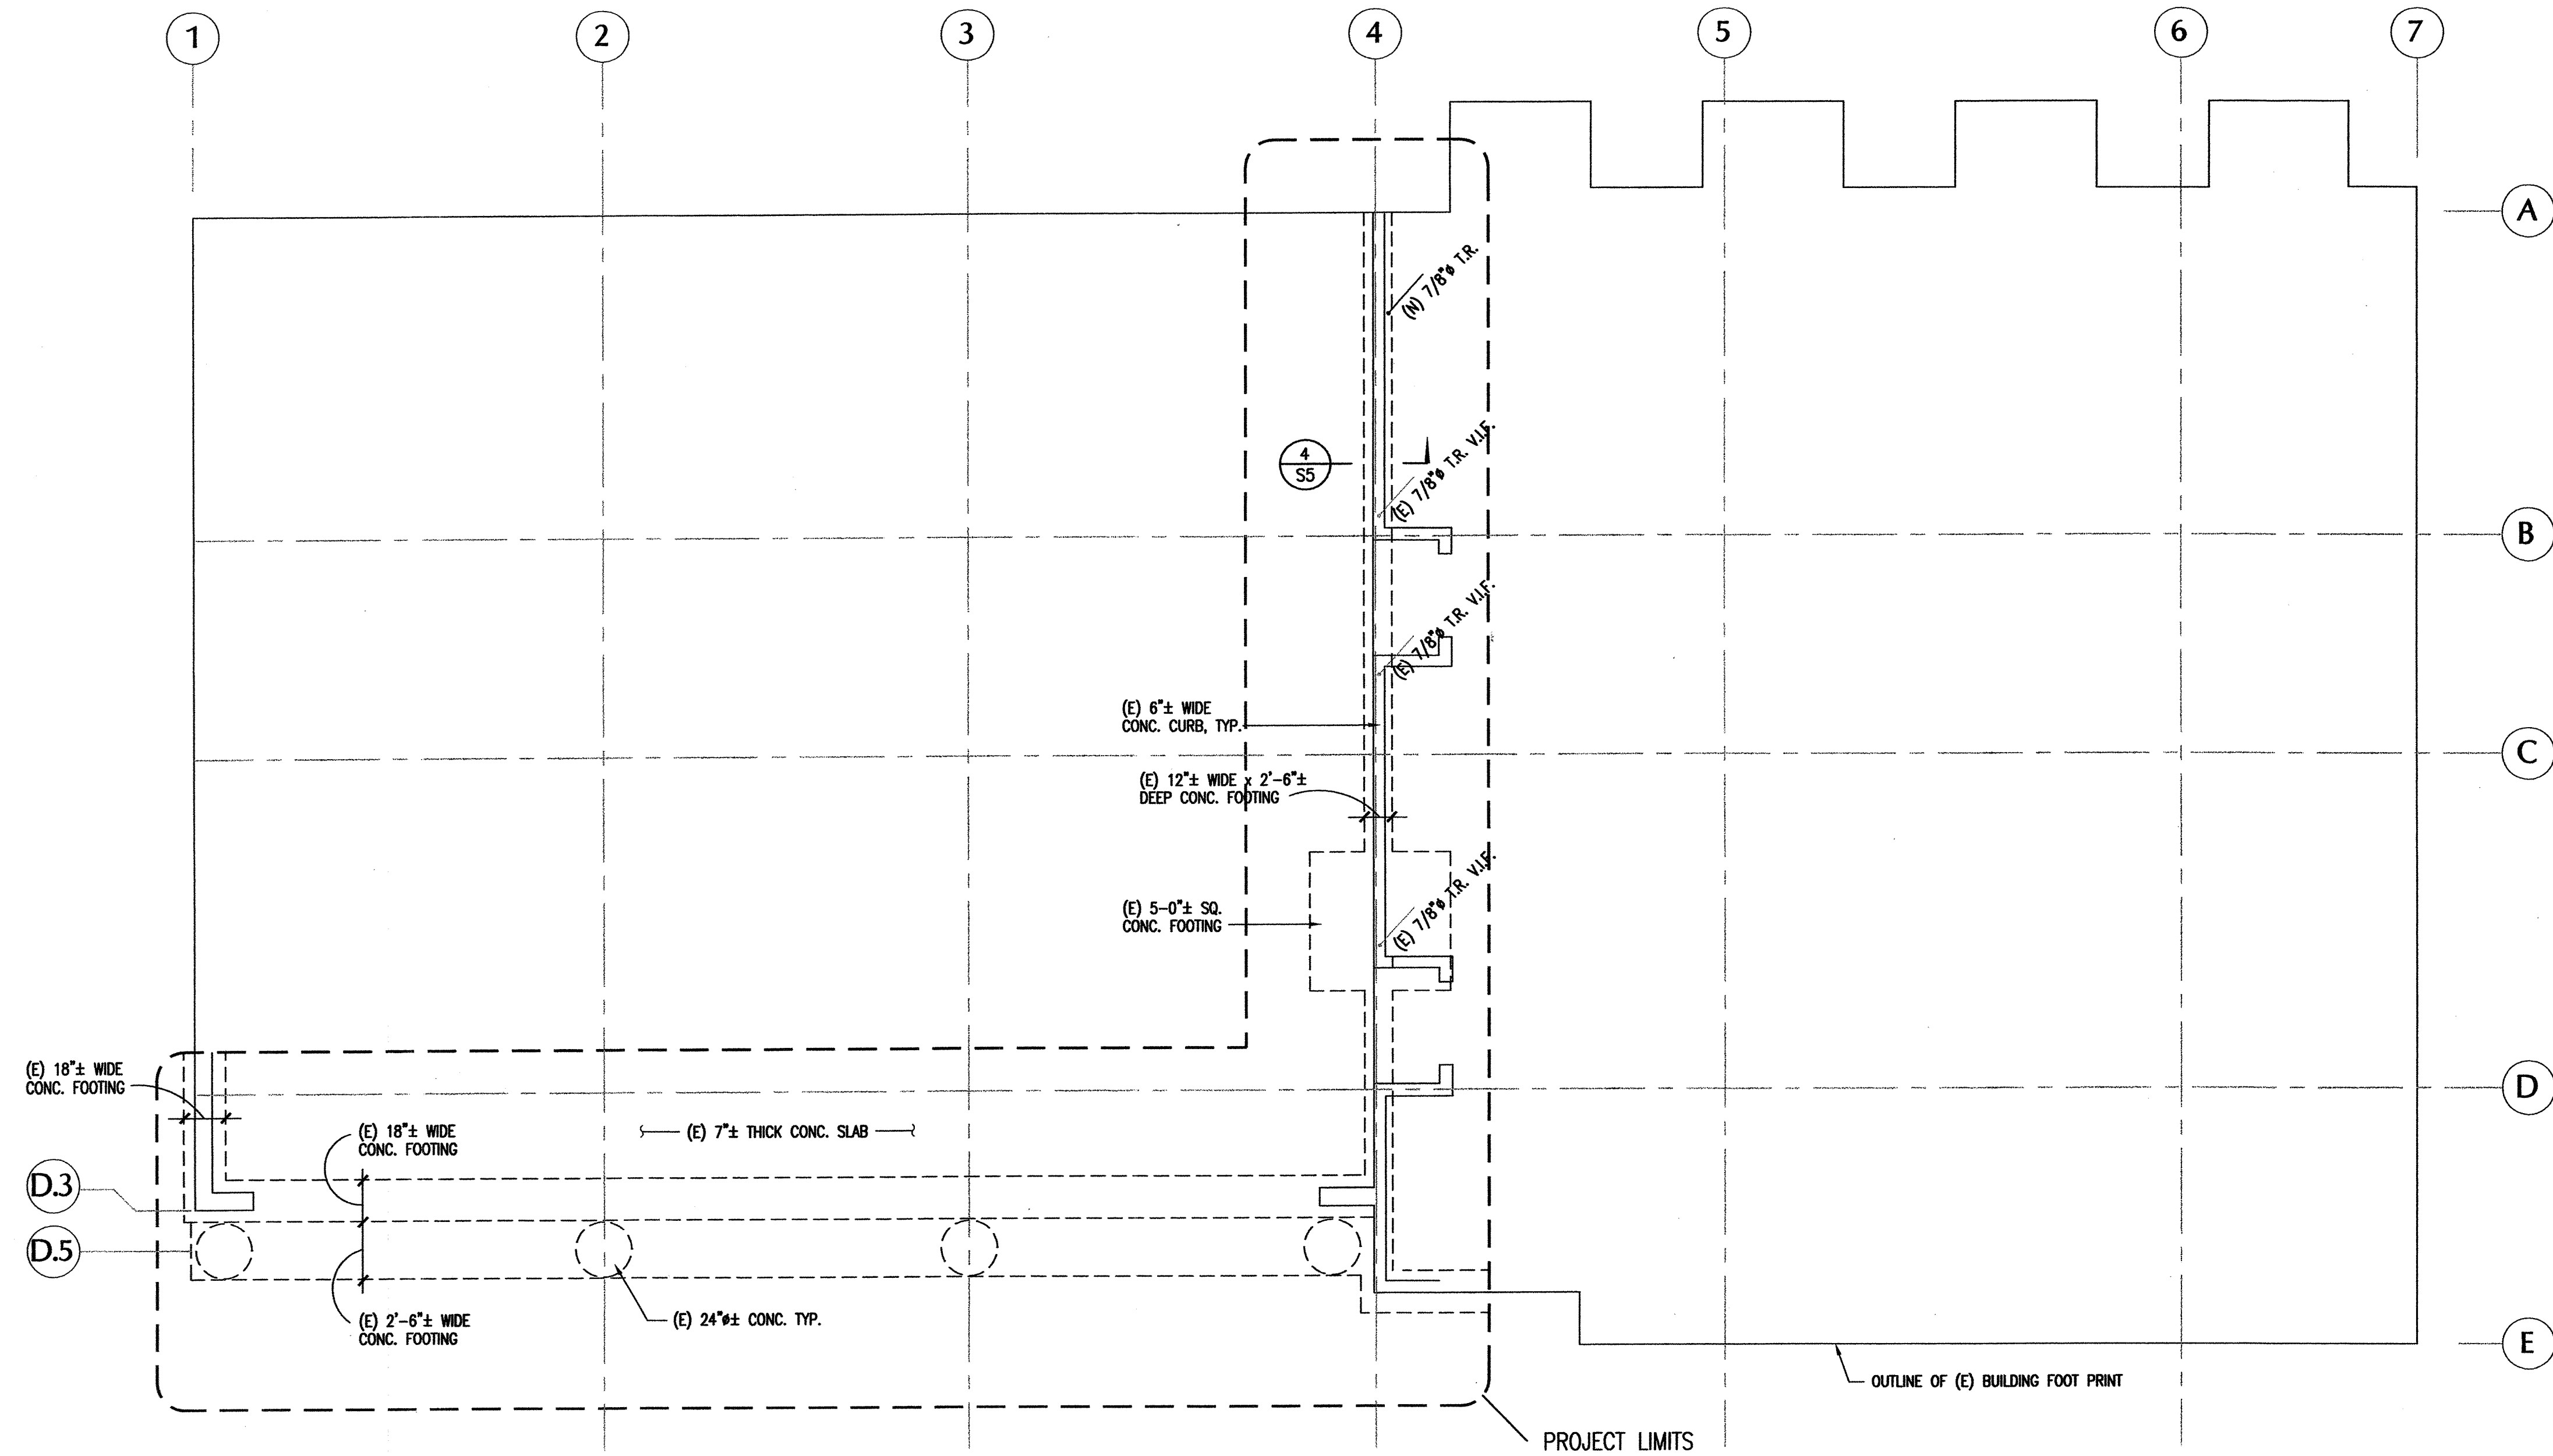 1
2
3
4
5
6
7
A
(N) 7/8"ø T.R.
(E) 7/8"ø T.R. V.I.F.
4
S5
B
(E) 7/8"ø T.R. V.I.F.
(E) 6"± WIDE
CONC. CURB, TYP.
C
(E) 12"± WIDE x 2'-6"±
DEEP CONC. FOOTING
(E) 7/8"ø T.R. V.I.F.
(E) 5-0"± SQ.
CONC. FOOTING
(E) 18"± WIDE
CONC. FOOTING
D
(E) 18"± WIDE
CONC. FOOTING
(E) 7"± THICK CONC. SLAB
D.3
D.5
(E) 2'-6"± WIDE
CONC. FOOTING
(E) 24"ø± CONC. TYP.
E
OUTLINE OF (E) BUILDING FOOT PRINT
PROJECT LIMITS